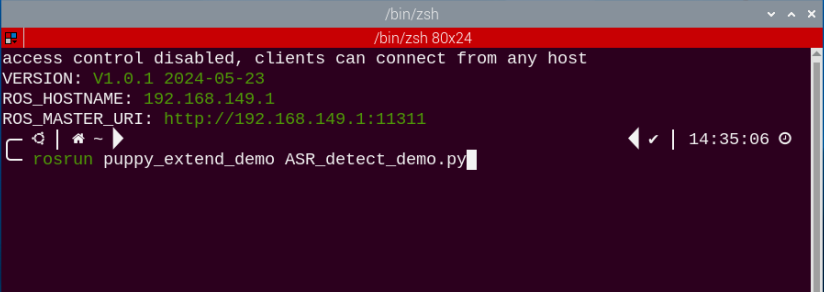 /bin/zsh
/bin/zsh 80x24
access control disabled, clients can connect from any host
VERSION: V1.0.1 2024-05-23
ROS_HOSTNAME: 192.168.149.1
ROS_MASTER_URI: http://192.168.149.1:11311
~ 14:35:06
rosrun puppy_extend_demo ASR_detect_demo.py